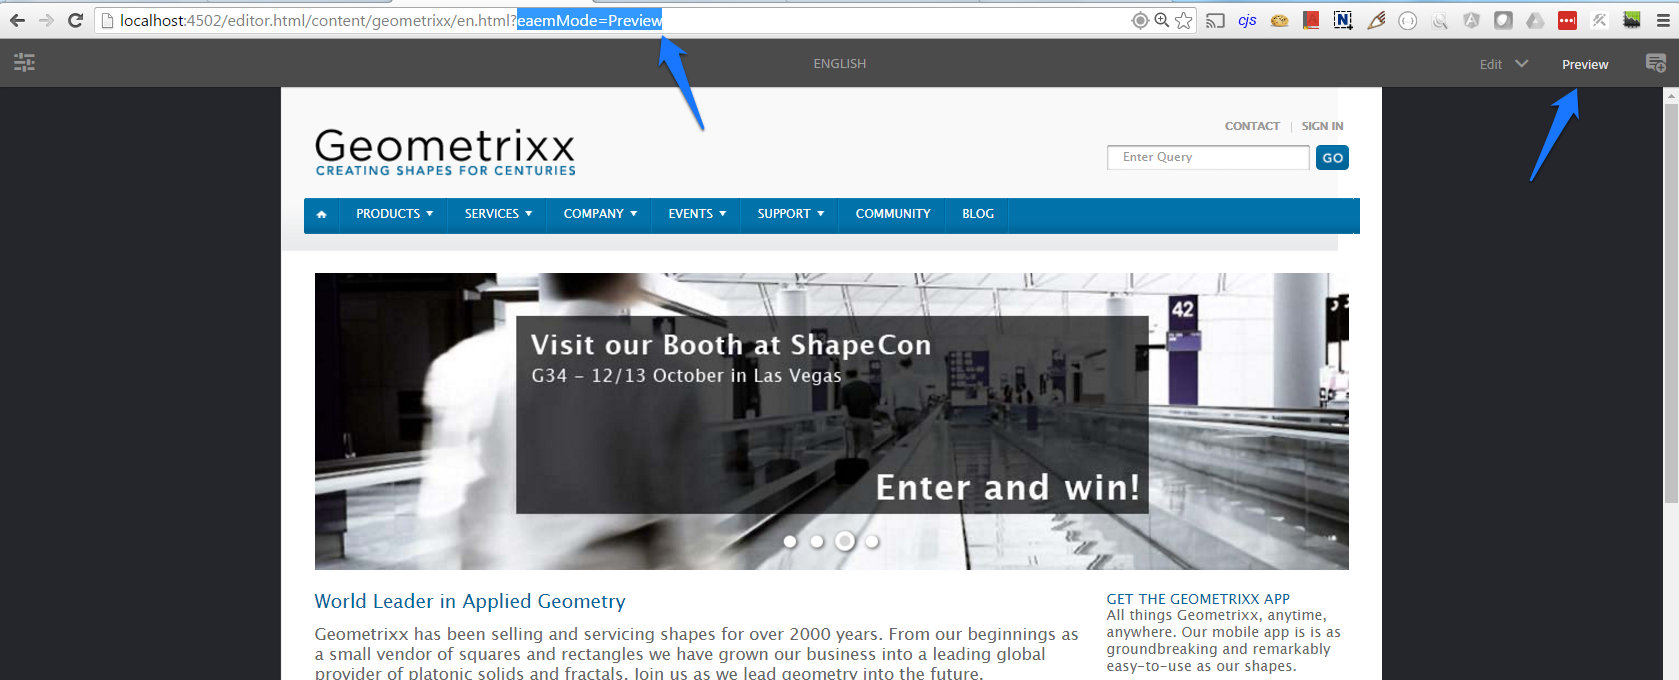 localhost:4502/editor.html/content/geometrixx/en.html?eaemMode=Preview
cjs
N
ENGLISH
Edit
Preview
Geometrixx
CREATING SHAPES FOR CENTURIES
CONTACT | SIGN IN
Enter Query
GO
PRODUCTS SERVICES COMPANY EVENTS SUPPORT COMMUNITY BLOG
42
Visit our Booth at ShapeCon
G34 - 12/13 October in Las Vegas
Enter and win!
World Leader in Applied Geometry
Geometrixx has been selling and servicing shapes for over 2000 years. From our beginnings as
a small vendor of squares and rectangles we have grown our business into a leading global
provider of platonic solids and fractals. Join us as we lead geometry into the future.
GET THE GEOMETRIXX APP
All things Geometrixx, anytime,
anywhere. Our mobile app is is as
groundbreaking and remarkably
easy-to-use as our shapes.